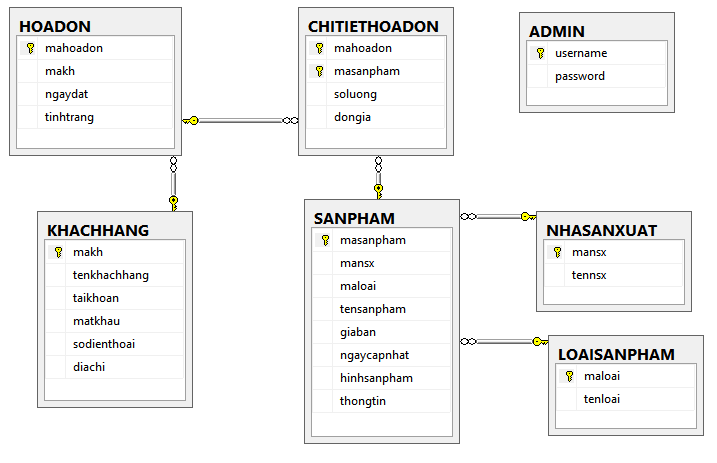 HOADON
mahoadon
makh
ngaydat
tinhtrang
CHITIETHOADON
mahoadon
masanpham
soluong
dongia
ADMIN
username
password
KHACHHANG
makh
tenkhachhang
taikhoan
matkhau
sodienthoai
diachi
SANPHAM
masanpham
mansx
maloai
tensanpham
giaban
ngaycapnhat
hinhsanpham
thongtin
NHASANXUAT
mansx
tennsx
LOAISANPHAM
maloai
tenloai